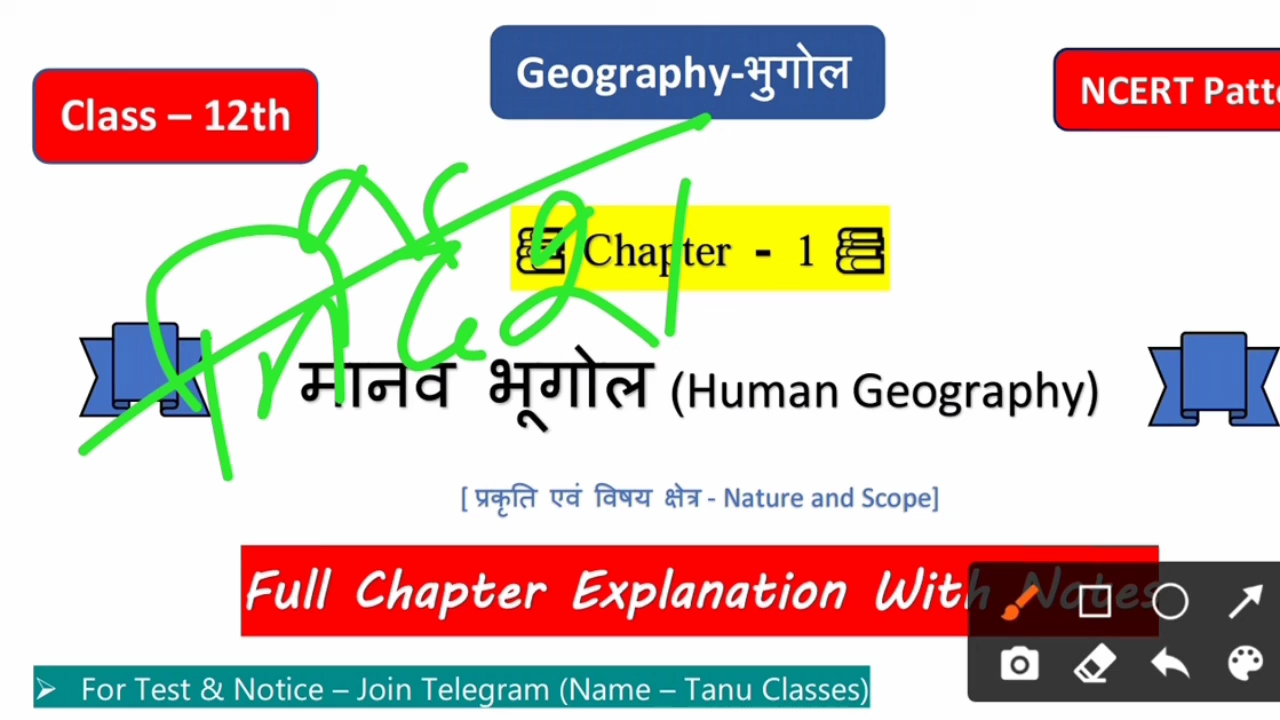 Geography-भुगोल
Class – 12th
NCERT
Chapter - 1
मानव भूगोल (Human Geography)
[ प्रकृति एवं विषय क्षेत्र - Nature and Scope]
Full Chapter Explanation With Notes
➢ For Test & Notice – Join Telegram (Name – Tanu Classes)